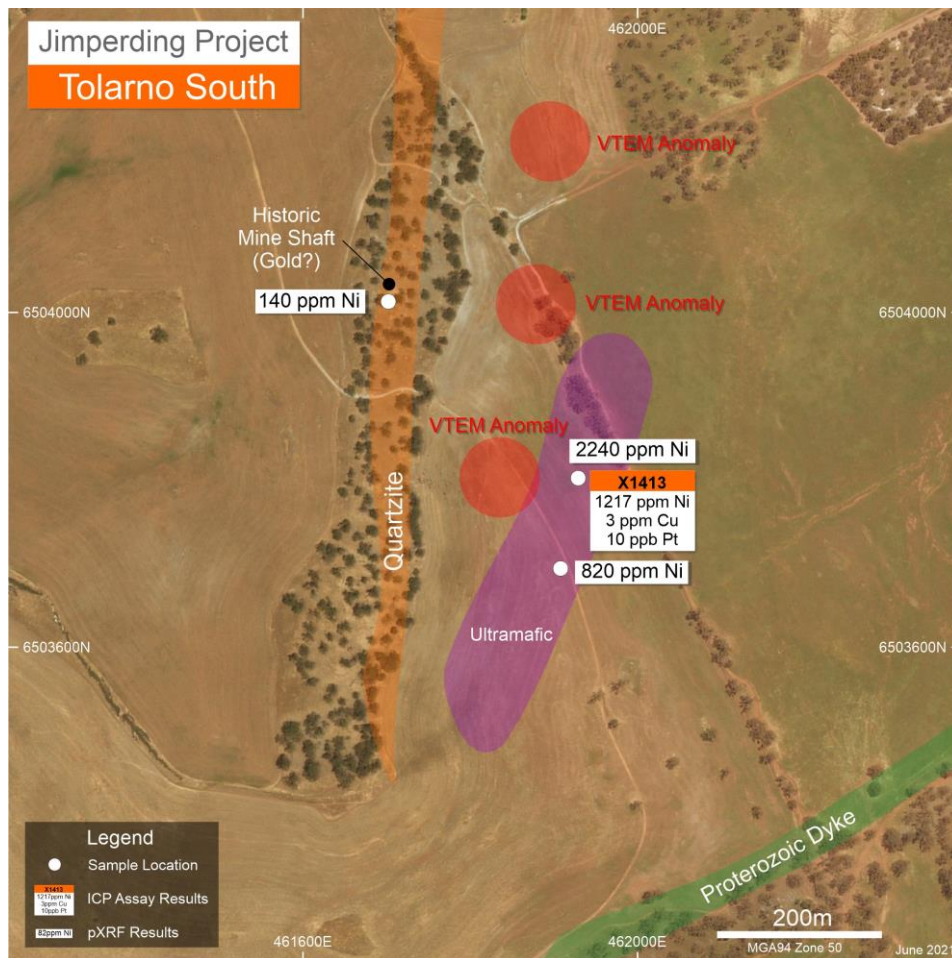 Jimperding Project
Tolarno South
462000E
VTEM Anomaly
Historic
Mine Shaft
(Gold?)
140 ppm Ni
6504000N
6504000N
VTEM Anomaly
VTEM Anomaly
2240 ppm Ni
X1413
1217 ppm Ni
3 ppm Cu
10 ppb Pt
820 ppm Ni
Quartzite
Ultramafic
6503600N
6503600N
Proterozoic Dyke
Legend
Sample Location
X1413
1217ppm Ni
3ppm Cu
10ppb Pt
ICP Assay Results
82ppm Ni
pXRF Results
461600E
462000E
200m
MGA94 Zone 50
June 2021